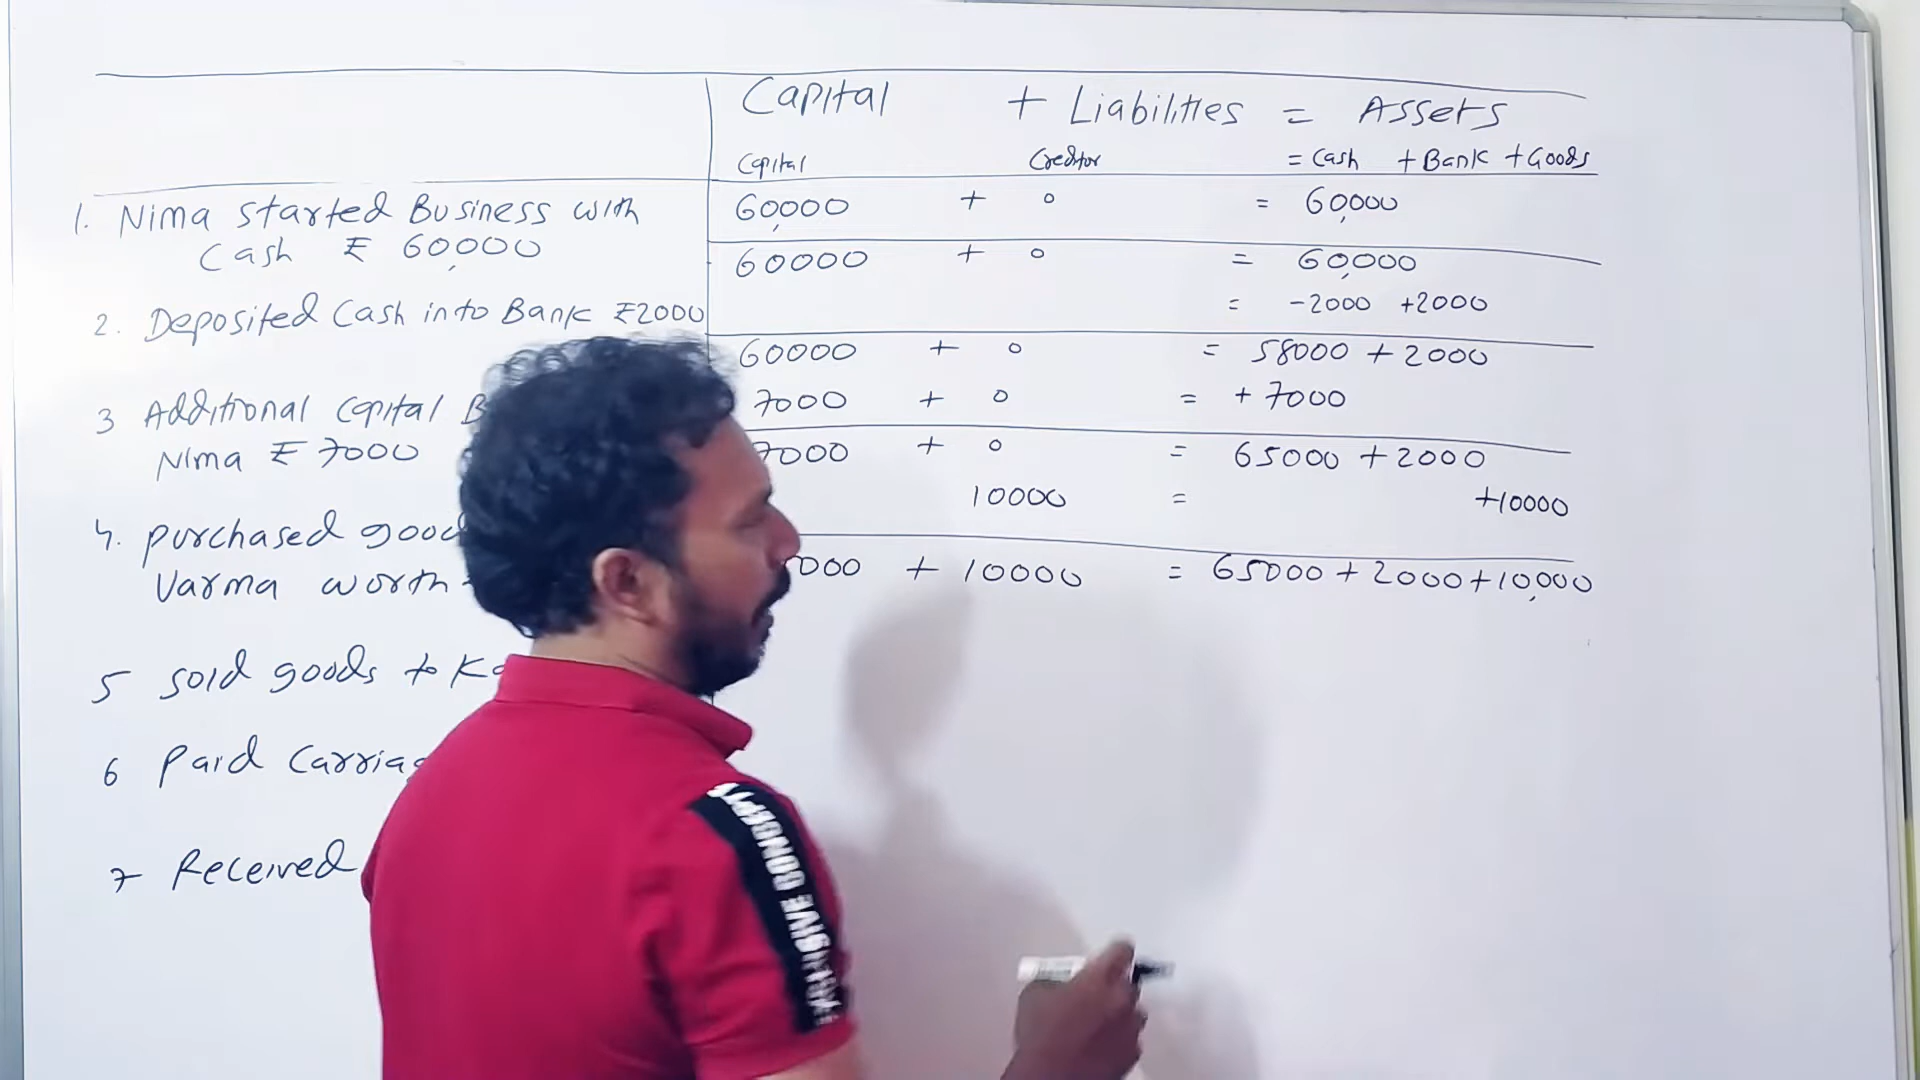 Capital + Liabilities = Assets
Capital Creditor = Cash + Bank + Goods
1. Nima started Business with
Cash ₹ 60,000
60,000 + 0 = 60,000
60000 + 0 = 60,000
= -2000 +2000
2. Deposited Cash into Bank ₹2000
60000 + 0 = 58000 + 2000
3 Additional Capital B
Nima ₹ 7000
7000 + 0 = + 7000
7000 + 0 = 65000 + 2000
10000 = +10000
4. purchased good
Varma worth
000 + 10000 = 65000 + 2000 + 10,000
5 sold goods to K
6 Paid Carriag
7 Received